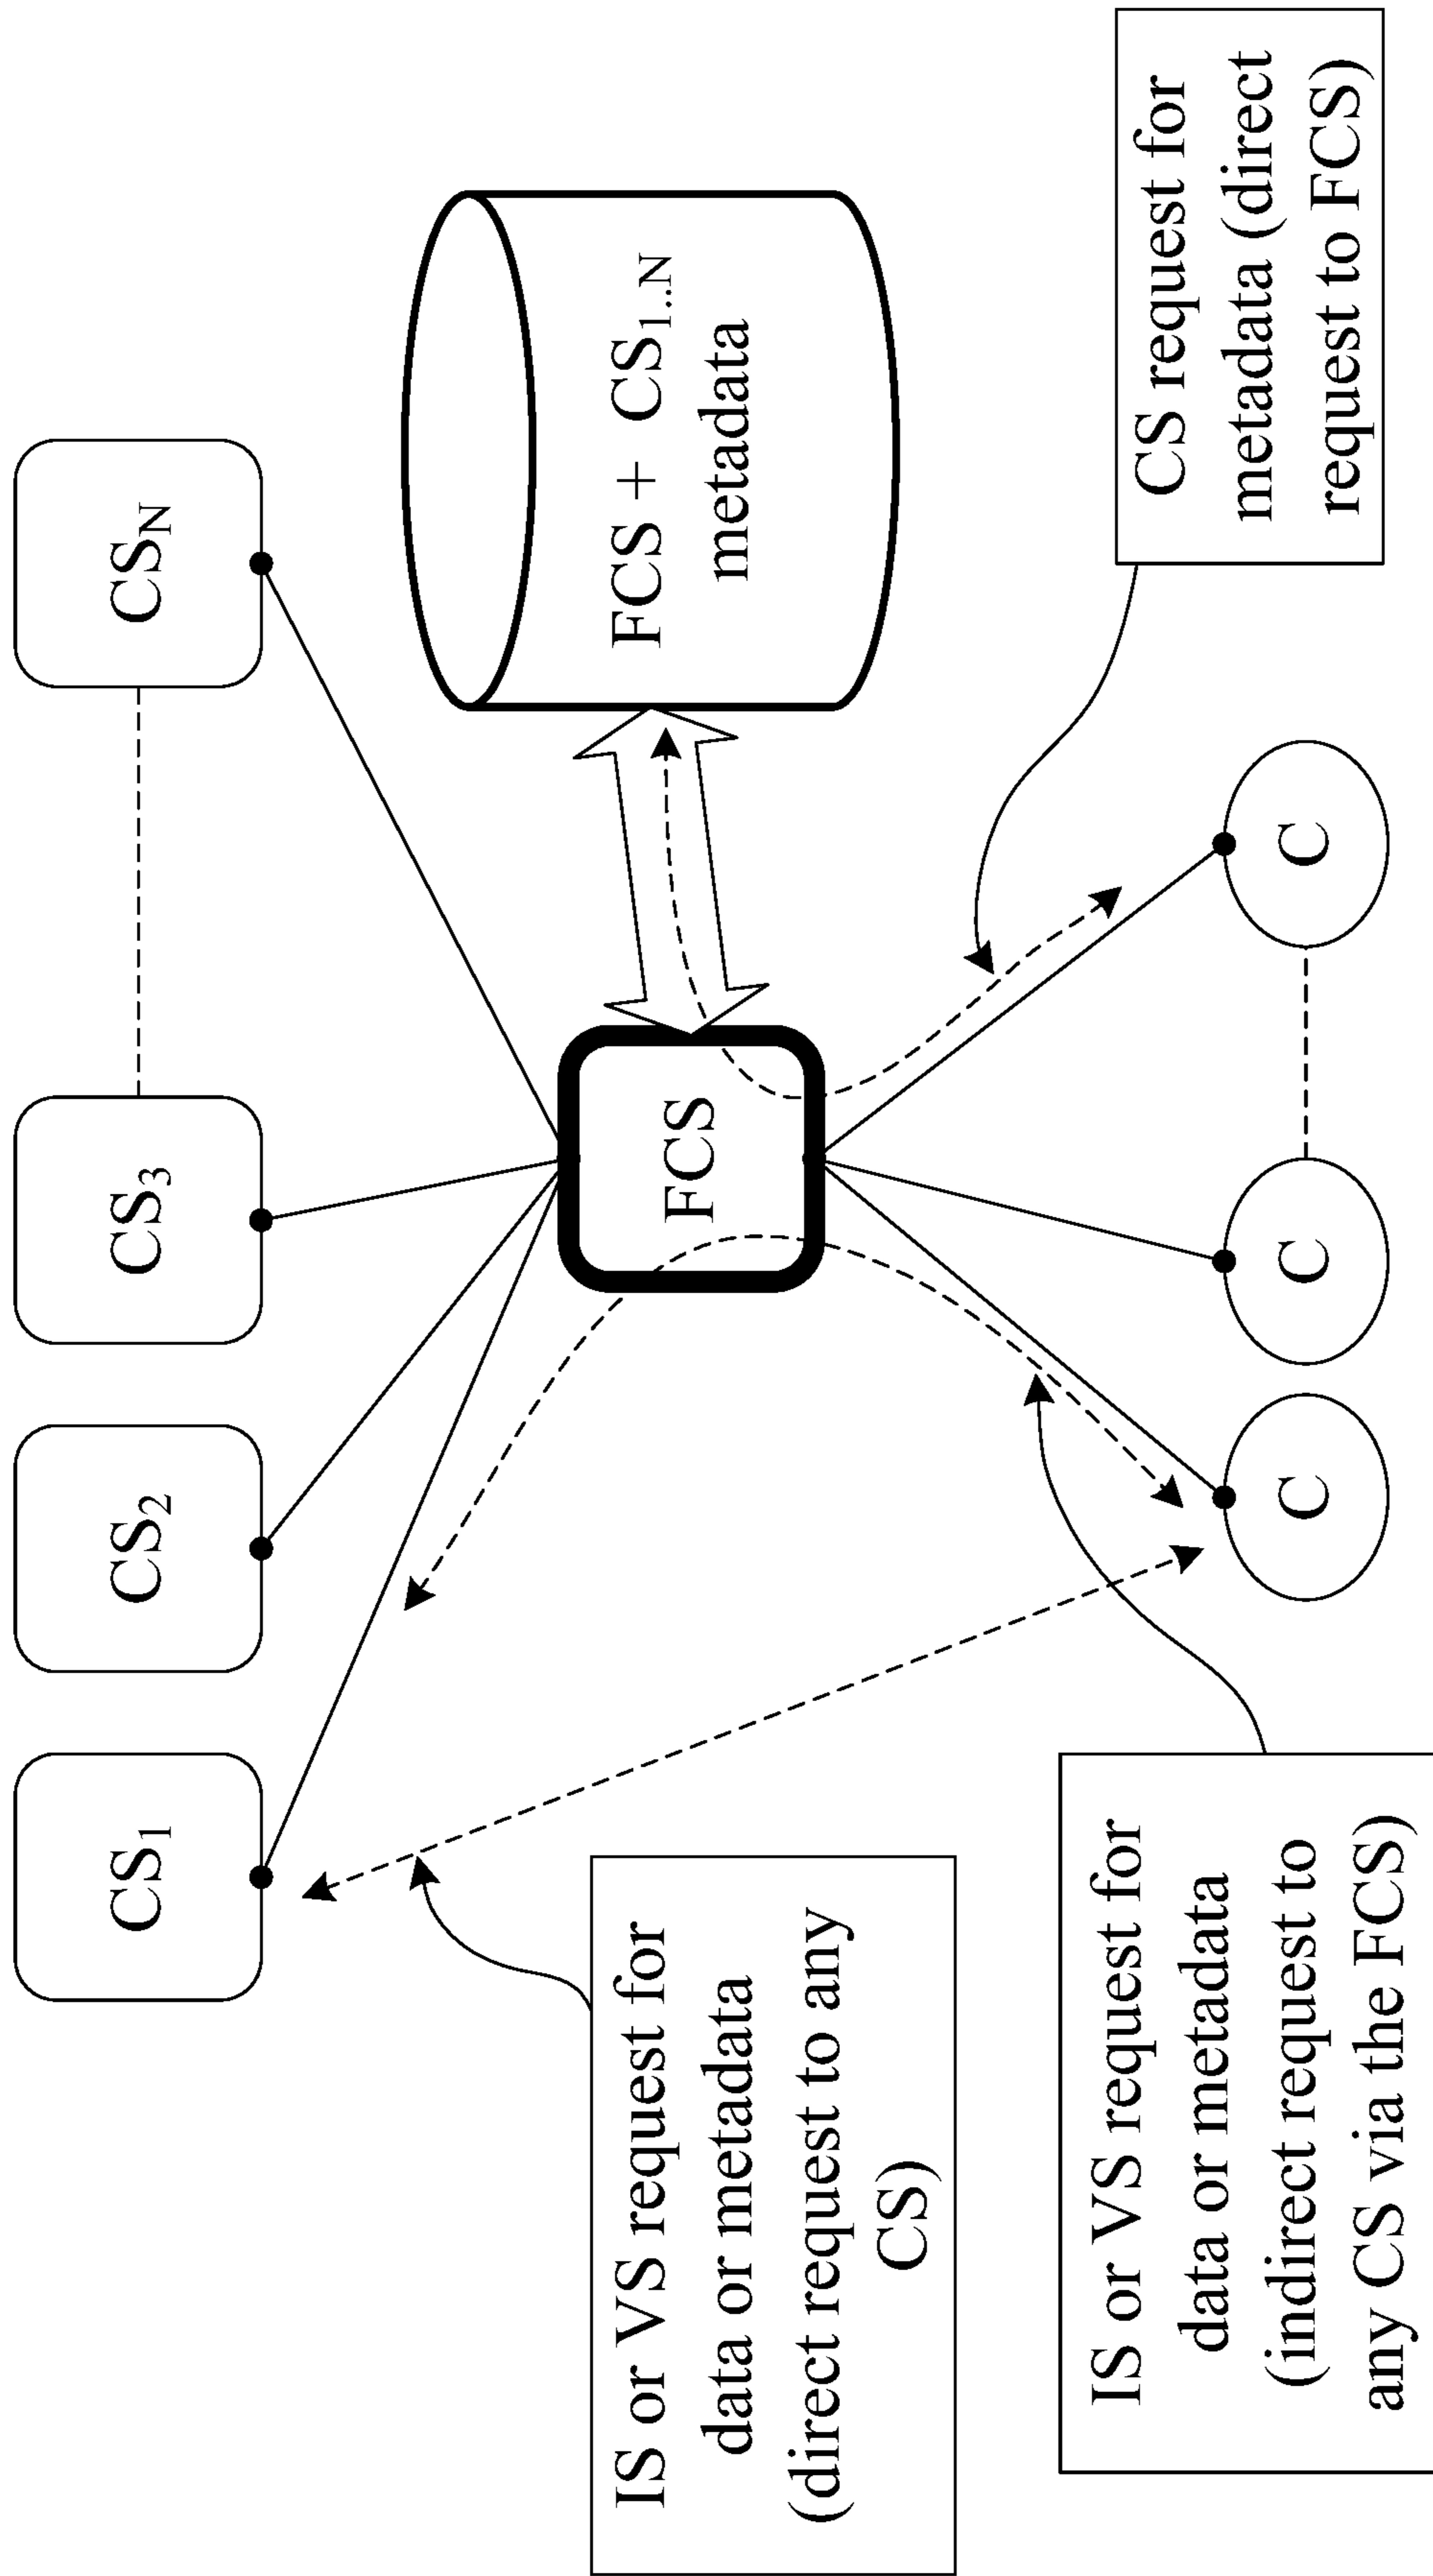 CS1
CS2
CS3
CSN
FCS
FCS + CS1..N
metadata
IS or VS request for
data or metadata
(direct request to any
CS)
C
C
C
IS or VS request for
data or metadata
(indirect request to
any CS via the FCS)
CS request for
metadata (direct
request to FCS)